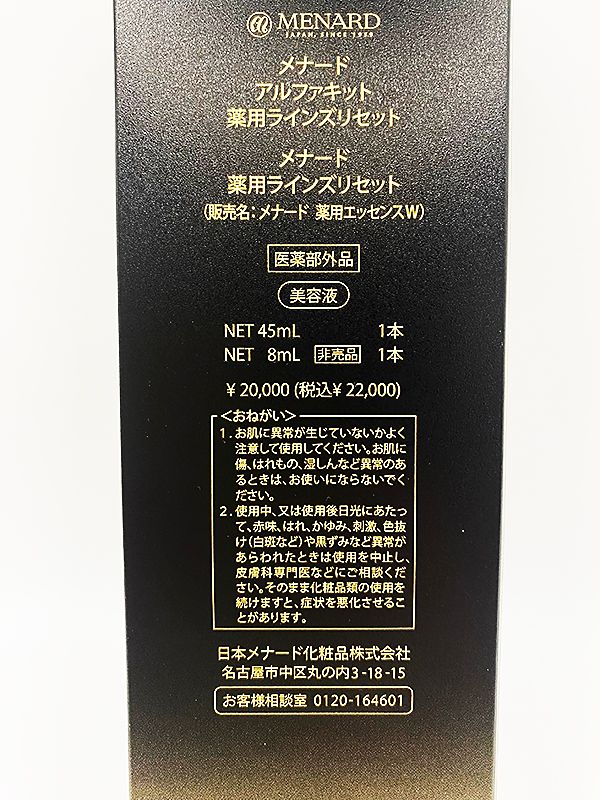 MENARD
JAPAN, SINCE 1959
メナード
アルファキット
薬用ラインズリセット
メナード
薬用ラインズリセット
(販売名:メナード 薬用エッセンスW)
医薬部外品
美容液
NET 45mL 1本
NET 8mL 非売品 1本
¥20,000(税込¥22,000)
<おねがい>
1.お肌に異常が生じていないかよく
注意して使用してください。お肌に
傷、はれもの、湿しんなど異常のあ
るときは、お使いにならないでく
ださい。
2.使用中、又は使用後日光にあたっ
て、赤味、はれ、かゆみ、刺激、色抜
け(白斑など)や黒ずみなど異常が
あらわれたときは使用を中止し、
皮膚科専門医などにご相談くだ
さい。そのまま化粧品類の使用を
続けますと、症状を悪化させるこ
とがあります。
日本メナード化粧品株式会社
名古屋市中区丸の内3-18-15
お客様相談室 0120-164601